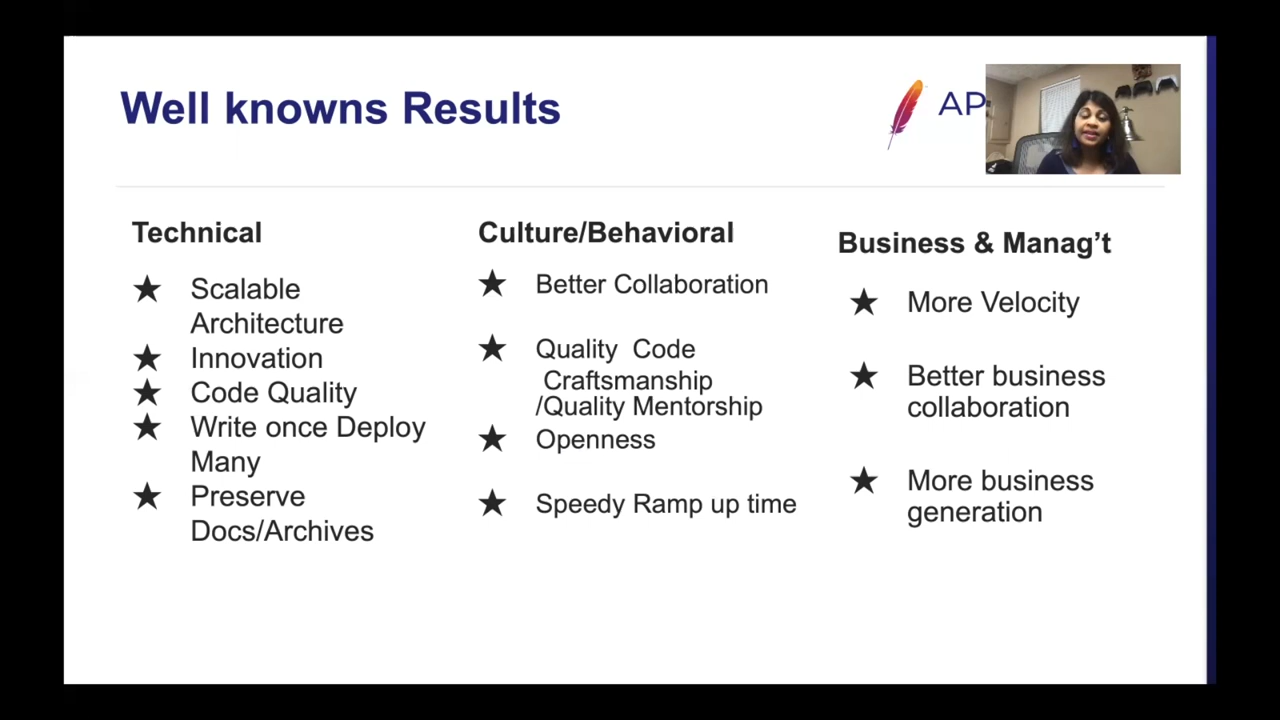 Well knowns Results
AP
Technical
★ Scalable
Architecture
★ Innovation
★ Code Quality
★ Write once Deploy
Many
★ Preserve
Docs/Archives
Culture/Behavioral
★ Better Collaboration
★ Quality  Code
Craftsmanship
/Quality Mentorship
★ Openness
★ Speedy Ramp up time
Business & Manag’t
★ More Velocity
★ Better business
collaboration
★ More business
generation